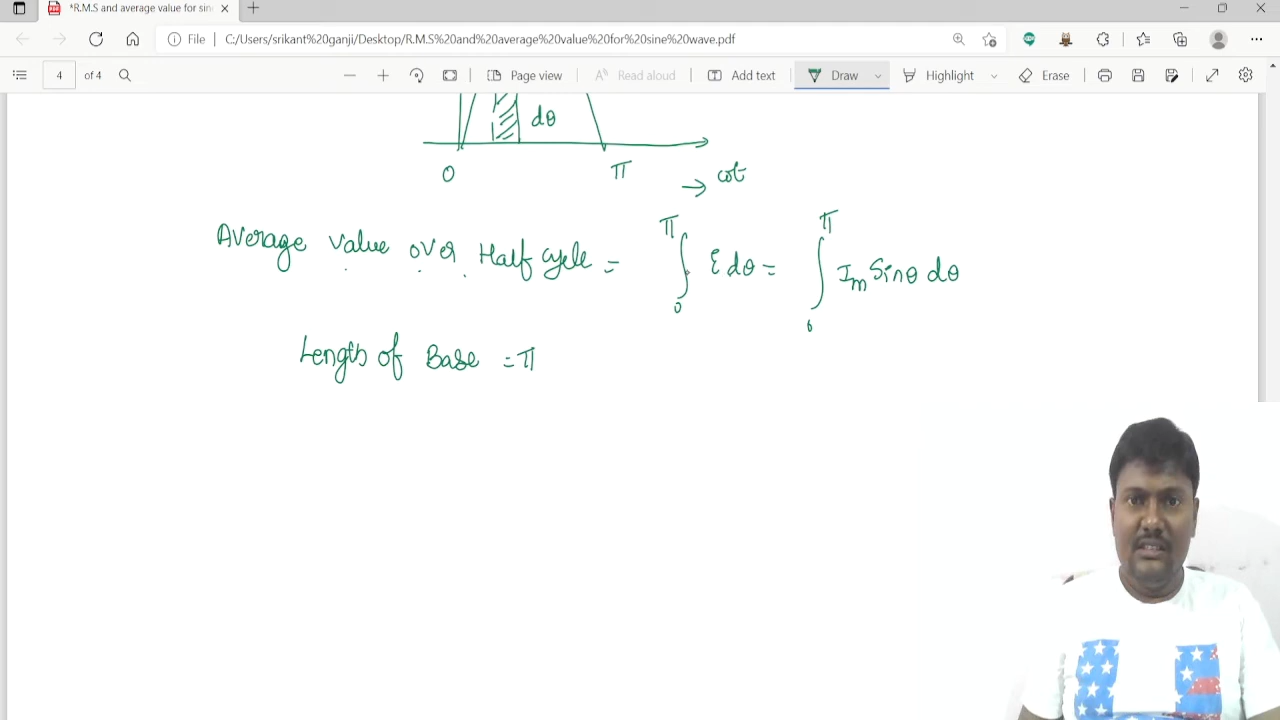 *R.M.S and average value for sin
File
C:/Users/srikant%20ganji/Desktop/R.M.S%20and%20average%20value%20for%20sine%20wave.pdf
4 of 4
Page view
Read aloud
Add text
Draw
Highlight
Erase
dθ
0 π → ωt
Average value over Half cycle = ∫₀^π i dθ = ∫₀^π Im Sinθ dθ
Length of Base = π